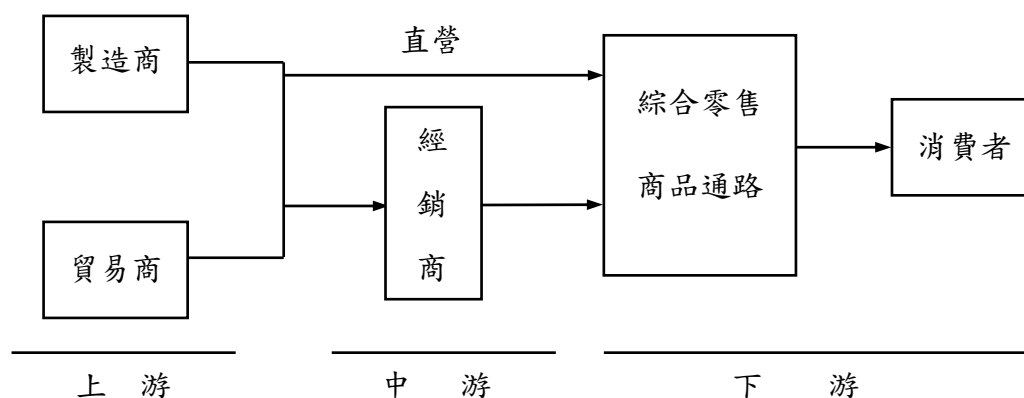 製造商
直營
綜合零售
商品通路
經銷商
消費者
貿易商
上 游
中 游
下 游